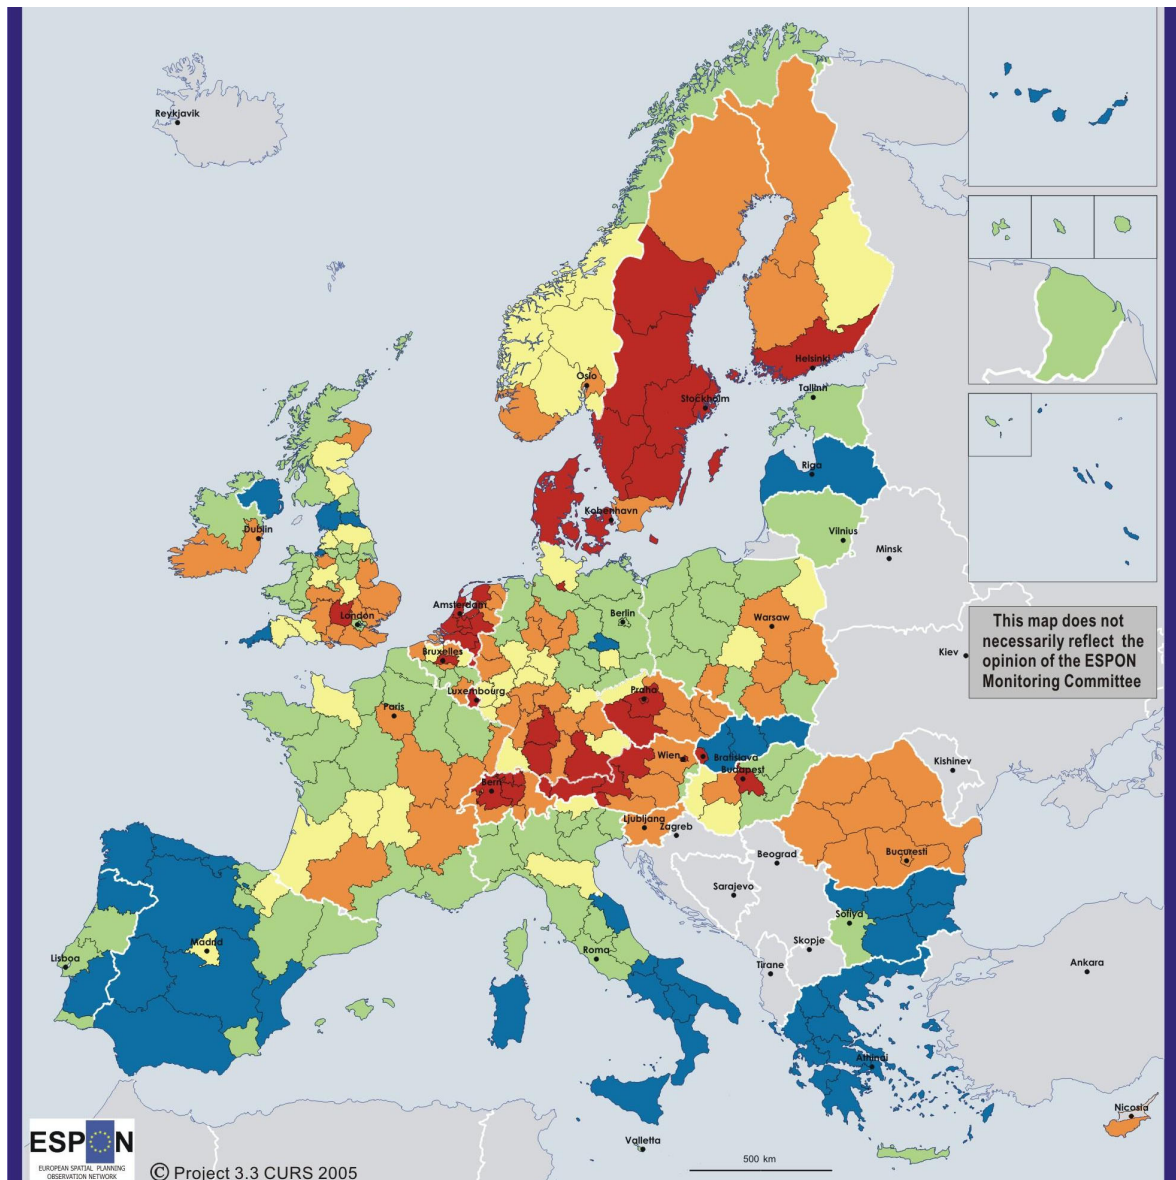 Reykjavik
Oslo
Helsinki
Tallinn
Stockholm
Riga
Kobenhavn
Vilnius
Dublin
Minsk
Amsterdam
London
Berlin
Warsaw
This map does not
necessarily reflect the
opinion of the ESPON
Monitoring Committee
Kiev
Bruxelles
Luxembourg
Praha
Paris
Wien
Bratislava
Kishinev
Budapest
Bern
Ljubljang
Zagreb
Bucuresti
Beograd
Sarajevo
Sofiya
Madrid
Roma
Skopje
Lisboa
Tirane
Ankara
Athinai
Nicosia
Valletta
ESPON
EUROPEAN SPATIAL PLANNING
OBSERVATION NETWORK
© Project 3.3 CURS 2005
500 km